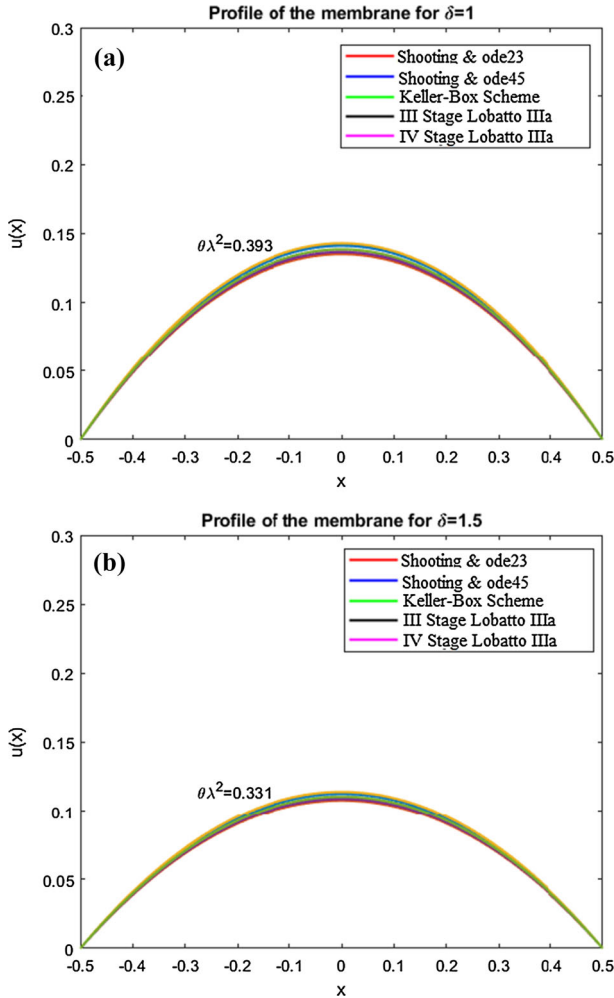 Profile of the membrane for δ=1
(a)
Shooting & ode23
Shooting & ode45
Keller-Box Scheme
III Stage Lobatto IIIa
IV Stage Lobatto IIIa
θλ²=0.393
u(x)
0.3
0.25
0.2
0.15
0.1
0.05
0
-0.5 -0.4 -0.3 -0.2 -0.1 0 0.1 0.2 0.3 0.4 0.5
x
Profile of the membrane for δ=1.5
(b)
Shooting & ode23
Shooting & ode45
Keller-Box Scheme
III Stage Lobatto IIIa
IV Stage Lobatto IIIa
θλ²=0.331
u(x)
0.3
0.25
0.2
0.15
0.1
0.05
0
-0.5 -0.4 -0.3 -0.2 -0.1 0 0.1 0.2 0.3 0.4 0.5
x